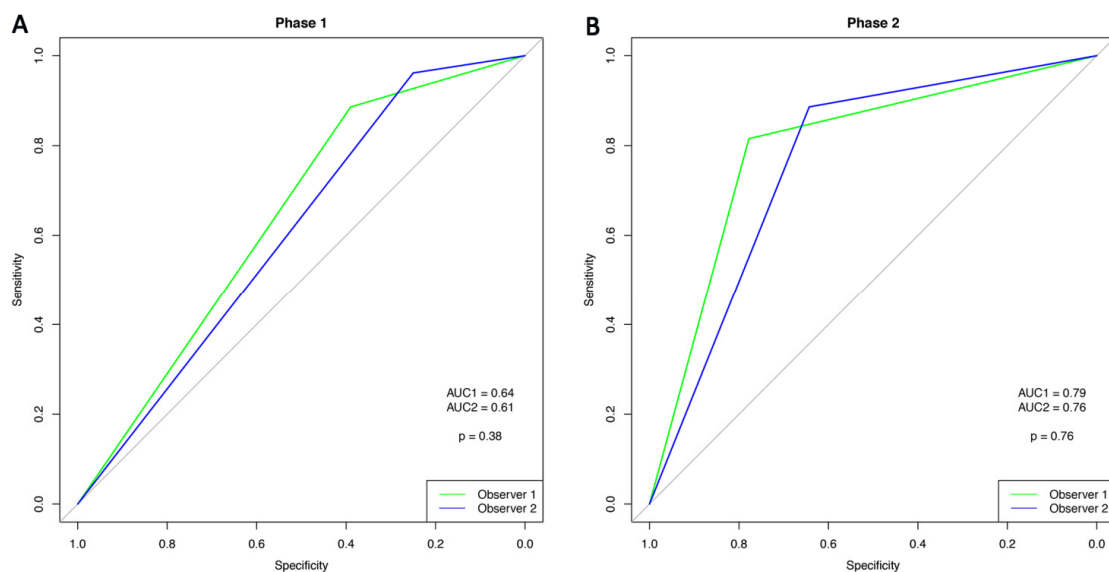 A
Phase 1
1.0
0.8
0.6
0.4
0.2
0.0
Sensitivity
AUC1 = 0.64
AUC2 = 0.61
p = 0.38
Observer 1
Observer 2
1.0
0.8
0.6
0.4
0.2
0.0
Specificity
B
Phase 2
1.0
0.8
0.6
0.4
0.2
0.0
Sensitivity
AUC1 = 0.79
AUC2 = 0.76
p = 0.76
Observer 1
Observer 2
1.0
0.8
0.6
0.4
0.2
0.0
Specificity